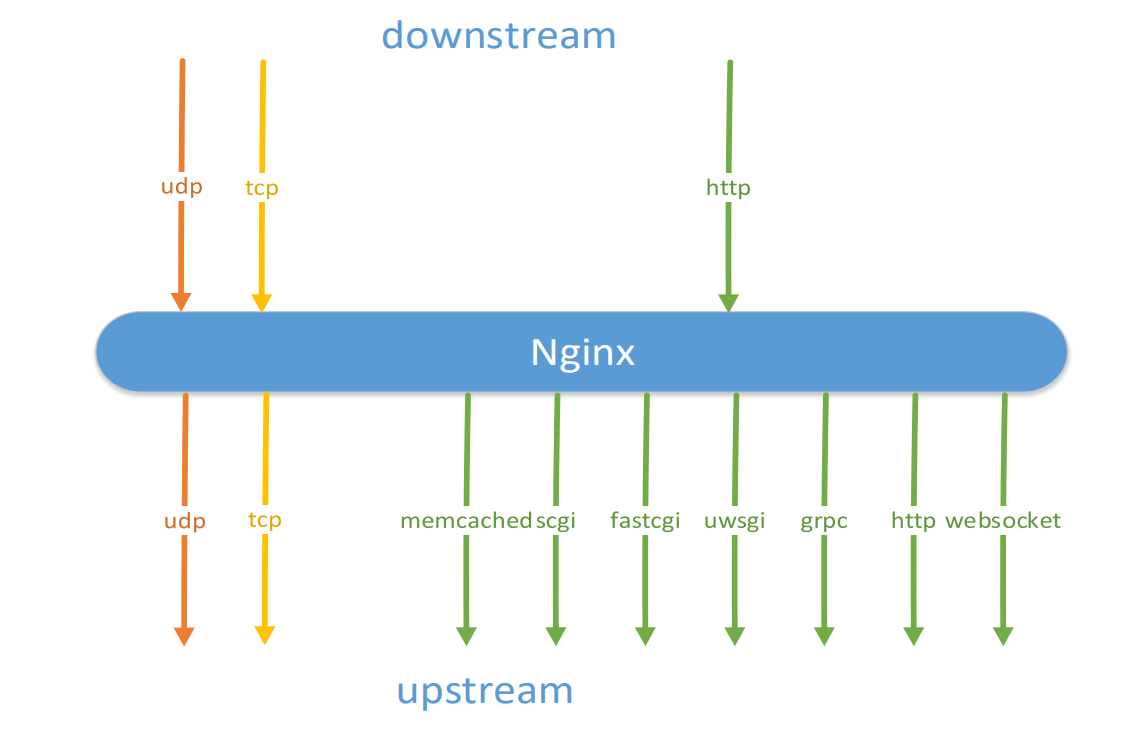 downstream
udp tcp http
Nginx
udp tcp memcached scgi fastcgi uwsgi grpc http websocket
upstream